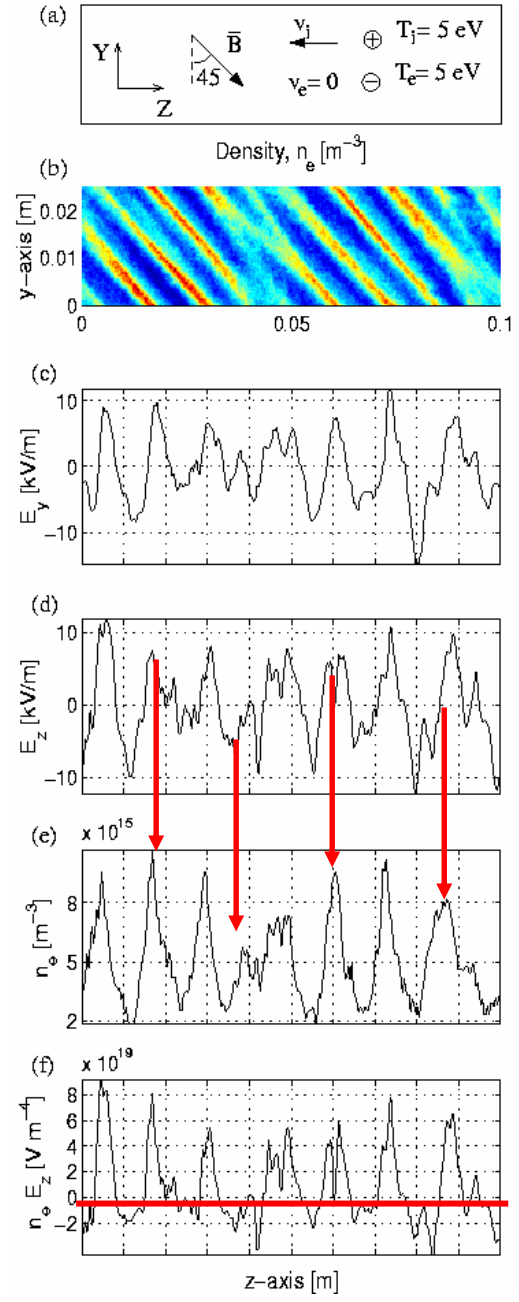 (a)
Y
Z
B̅
45
v_i
⊕ T_i = 5 eV
v_e = 0
⊖ T_e = 5 eV
Density, n_e [m^-3]
(b)
y-axis [m]
0.02
0.01
0
0 0.05 0.1
(c)
E_y [kV/m]
10
0
-10
(d)
E_z [kV/m]
10
0
-10
(e)
x 10^15
n_e [m^-3]
8
5
2
(f)
x 10^19
n_e E_z [V m^-4]
8
6
4
2
0
-2
z-axis [m]